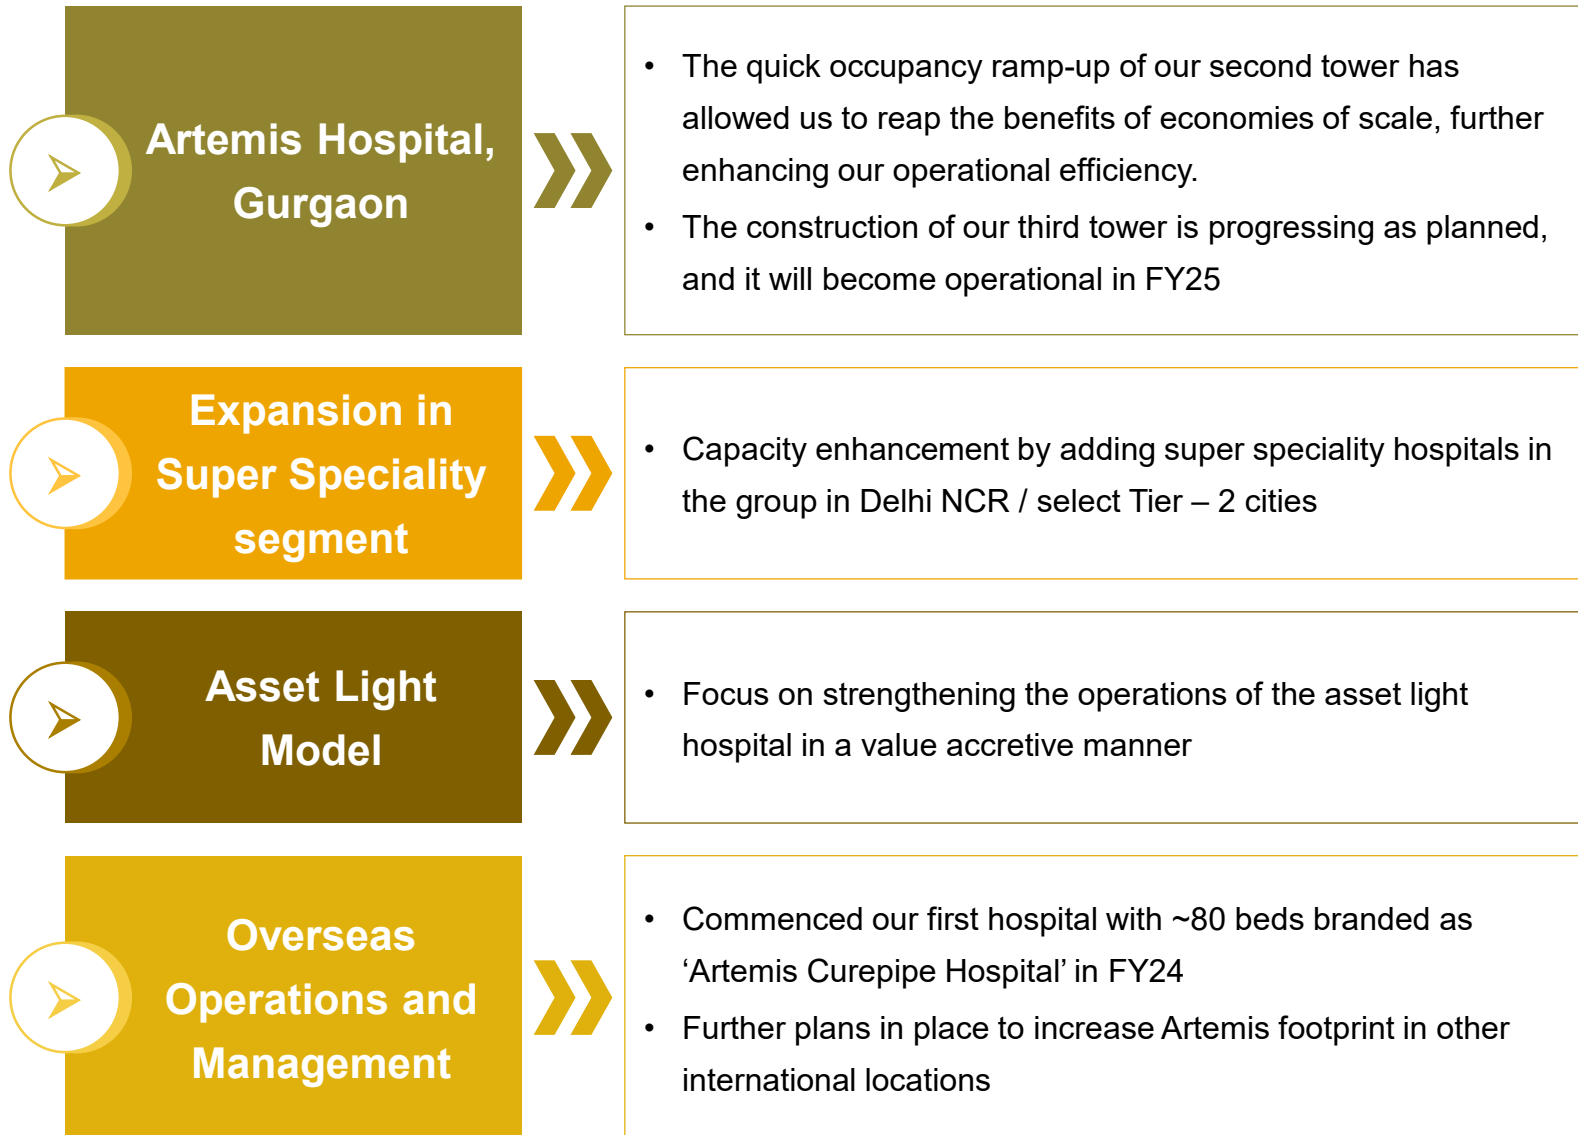 Artemis Hospital,
Gurgaon
• The quick occupancy ramp-up of our second tower has
allowed us to reap the benefits of economies of scale, further
enhancing our operational efficiency.
• The construction of our third tower is progressing as planned,
and it will become operational in FY25
Expansion in
Super Speciality
segment
• Capacity enhancement by adding super speciality hospitals in
the group in Delhi NCR / select Tier – 2 cities
Asset Light
Model
• Focus on strengthening the operations of the asset light
hospital in a value accretive manner
Overseas
Operations and
Management
• Commenced our first hospital with ~80 beds branded as
‘Artemis Curepipe Hospital’ in FY24
• Further plans in place to increase Artemis footprint in other
international locations